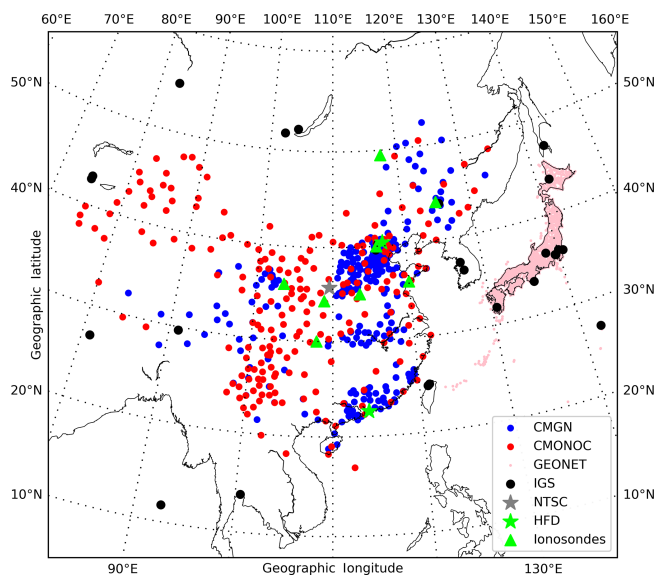 60°E 70°E 80°E 90°E 100°E 110°E 120°E 130°E 140°E 150°E 160°E
50°N 50°N
40°N 40°N
30°N 30°N
20°N 20°N
10°N 10°N
Geographic latitude
CMGN
CMONOC
GEONET
IGS
NTSC
HFD
Ionosondes
90°E Geographic longitude 130°E